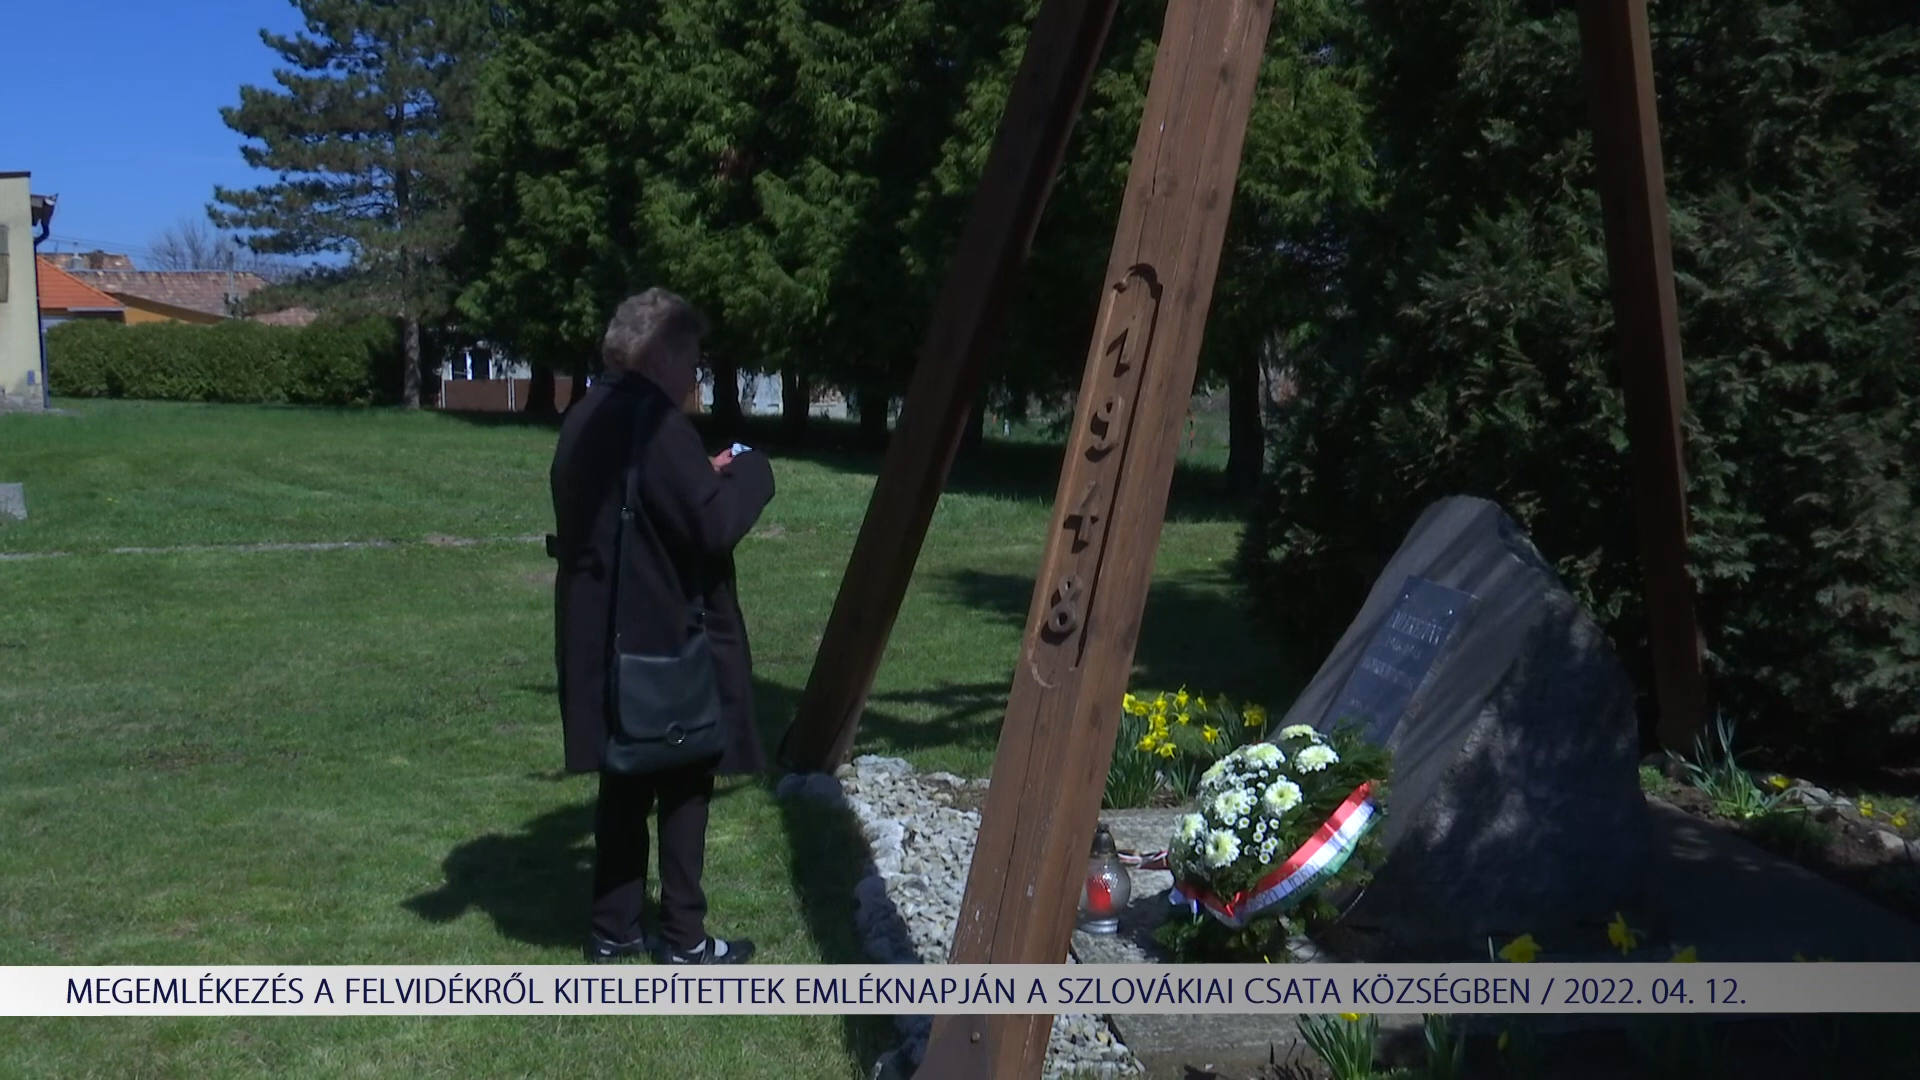 1948
MEGEMLÉKEZÉS A FELVIDÉKRŐL KITELEPÍTETTEK EMLÉKNAPJÁN A SZLOVÁKIAI CSATA KÖZSÉGBEN / 2022. 04. 12.